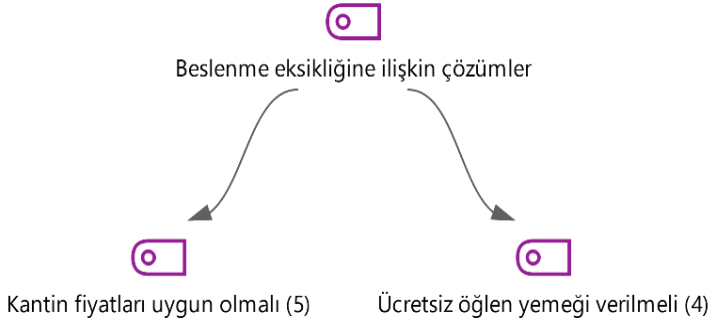 Beslenme eksikliğine ilişkin çözümler
Kantin fiyatları uygun olmalı (5)
Ücretsiz öğlen yemeği verilmeli (4)